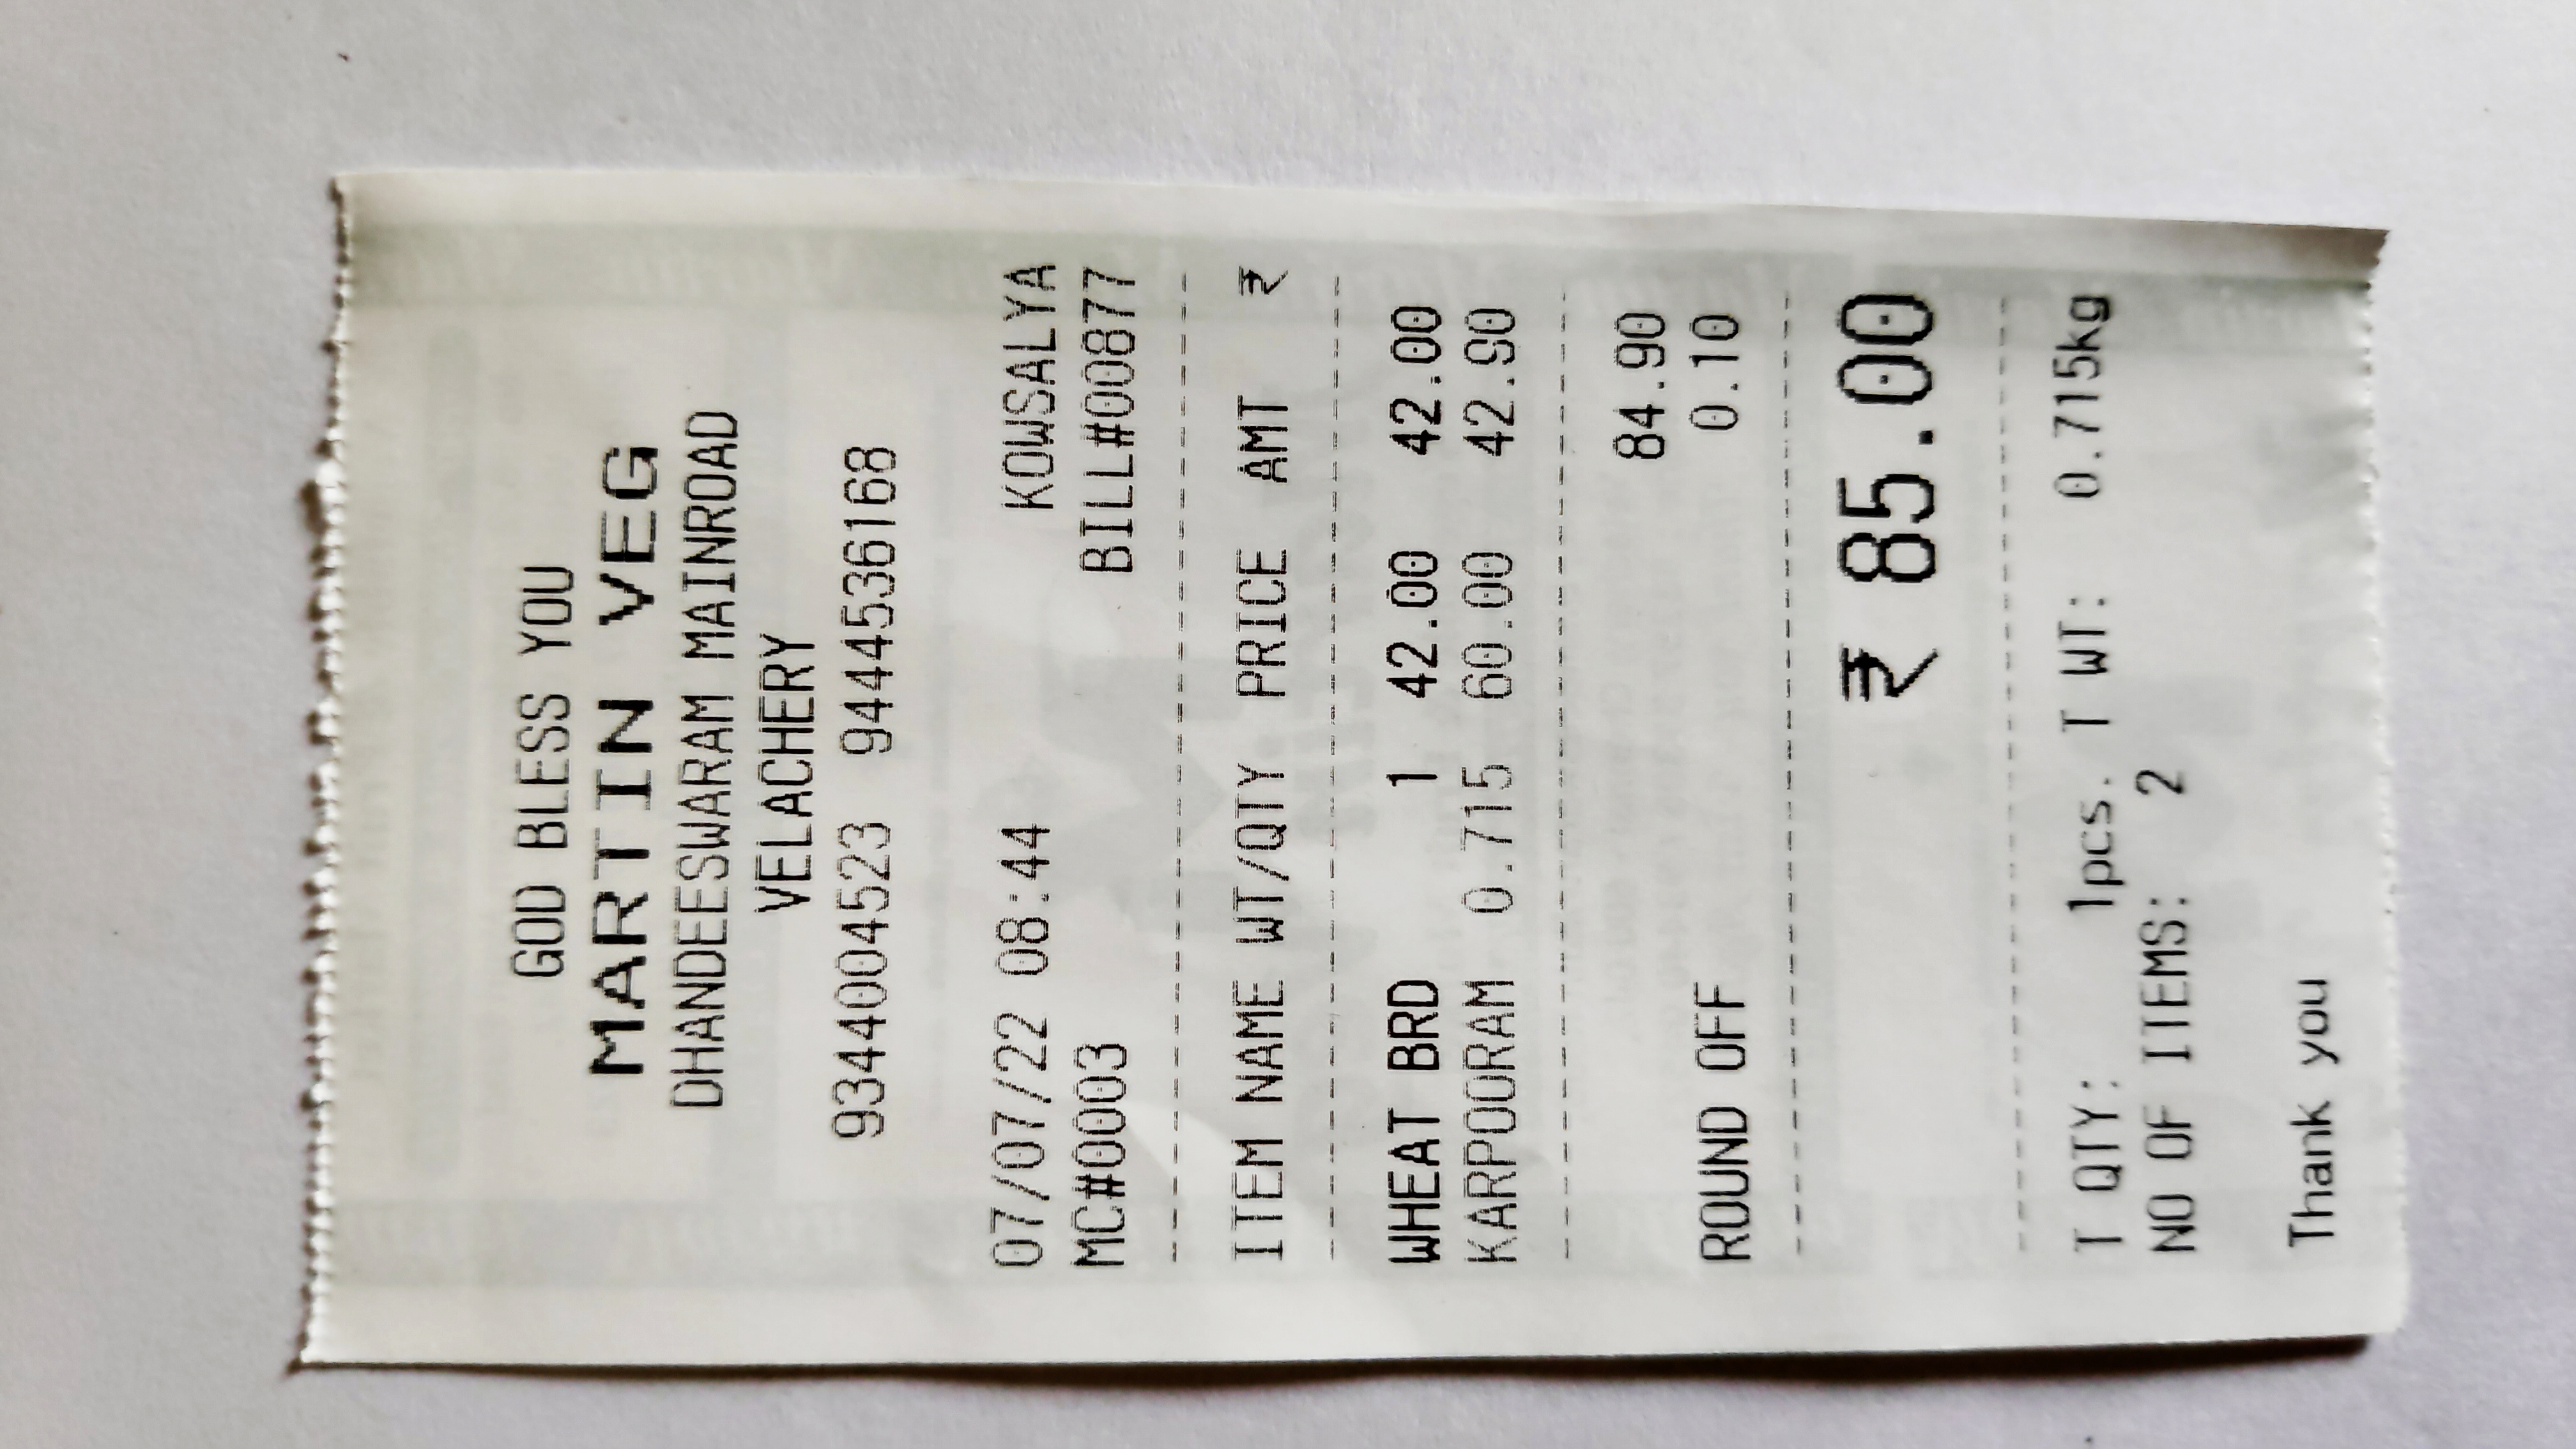 GOD BLESS YOU
MARTIN VEG
DHANDEESWARAM MAINROAD
VELACHERY
9344004523 9444536168
07/07/22 08:44 KOWSALYA
MC#0003 BILL#00877
ITEM NAME WT/QTY PRICE AMT ₹
WHEAT BRD 1 42.00 42.00
KARPOORAM 0.715 60.00 42.90
84.90
ROUND OFF 0.10
₹ 85.00
T QTY: 1pcs. T WT: 0.715kg
NO OF ITEMS: 2
Thank you